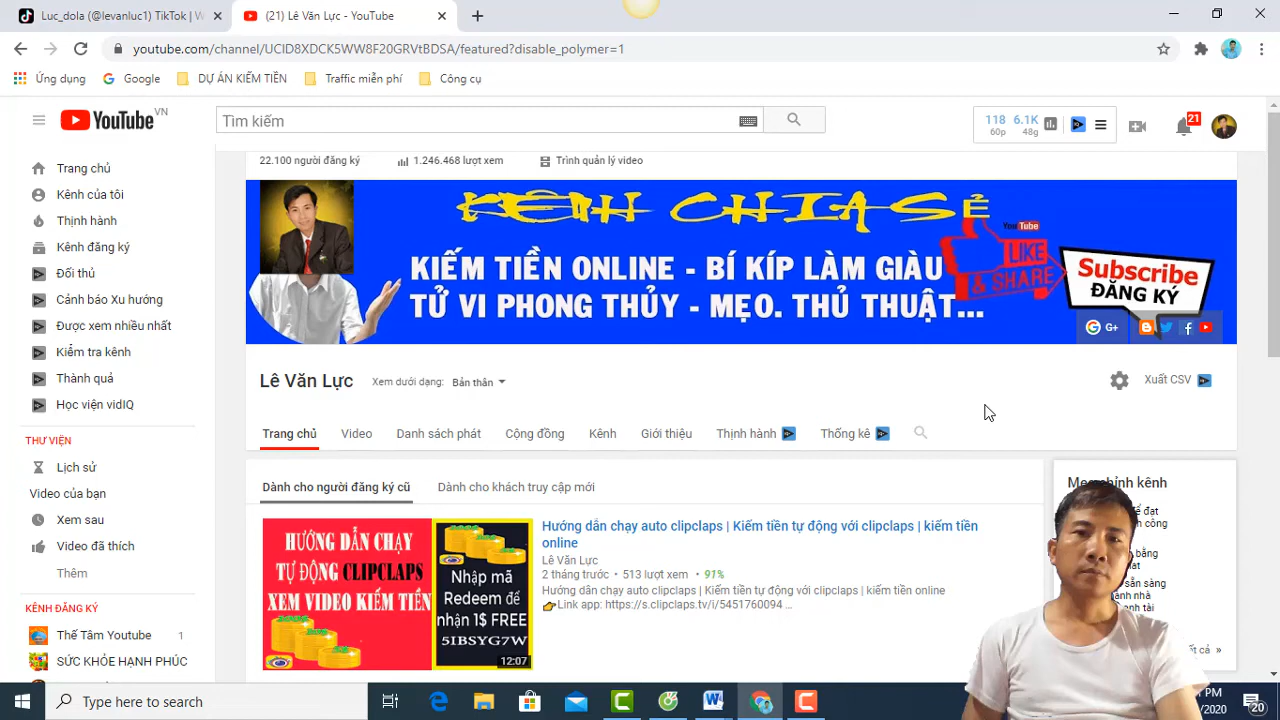 Luc_dola (@levanluc1) TikTok |
(21) Lê Văn Lực - YouTube
youtube.com/channel/UCID8XDCK5WW8F20GRVtBDSA/featured?disable_polymer=1
Ứng dụng
Google
DỰ ÁN KIẾM TIỀN
Traffic miễn phí
Công cụ
YouTube VN
Tìm kiếm
118 6.1K
60p 48g
21
22.100 người đăng ký
1.246.468 lượt xem
Trình quản lý video
KÊNH CHIA SẺ
KIẾM TIỀN ONLINE - BÍ KÍP LÀM GIÀU
TỬ VI PHONG THỦY - MẸO. THỦ THUẬT...
YouTube
LIKE
& SHARE
Subscribe
ĐĂNG KÝ
G+
Trang chủ
Kênh của tôi
Thịnh hành
Kênh đăng ký
Đối thủ
Cảnh báo Xu hướng
Được xem nhiều nhất
Kiểm tra kênh
Thành quả
Học viện vidIQ
THƯ VIỆN
Lịch sử
Video của bạn
Xem sau
Video đã thích
Thêm
KÊNH ĐĂNG KÝ
Thế Tâm Youtube 1
SỨC KHỎE HẠNH PHÚC
Lê Văn Lực
Xem dưới dạng: Bản thân
Xuất CSV
Trang chủ
Video
Danh sách phát
Cộng đồng
Kênh
Giới thiệu
Thịnh hành
Thống kê
Dành cho người đăng ký cũ
Dành cho khách truy cập mới
HƯỚNG DẪN CHẠY
TỰ ĐỘNG CLIPCLAPS
XEM VIDEO KIẾM TIỀN
Nhập mã
Redeem để
nhận 1$ FREE
5IBSYG7W
12:07
Hướng dẫn chạy auto clipclaps | Kiếm tiền tự động với clipclaps | kiếm tiền
online
Lê Văn Lực
2 tháng trước • 513 lượt xem • 91%
Hướng dẫn chạy auto clipclaps | Kiếm tiền tự động với clipclaps | kiếm tiền online
Link app: https://s.clipclaps.tv/i/5451760094 ...
chỉnh kênh
Type here to search
PM
/2020
20